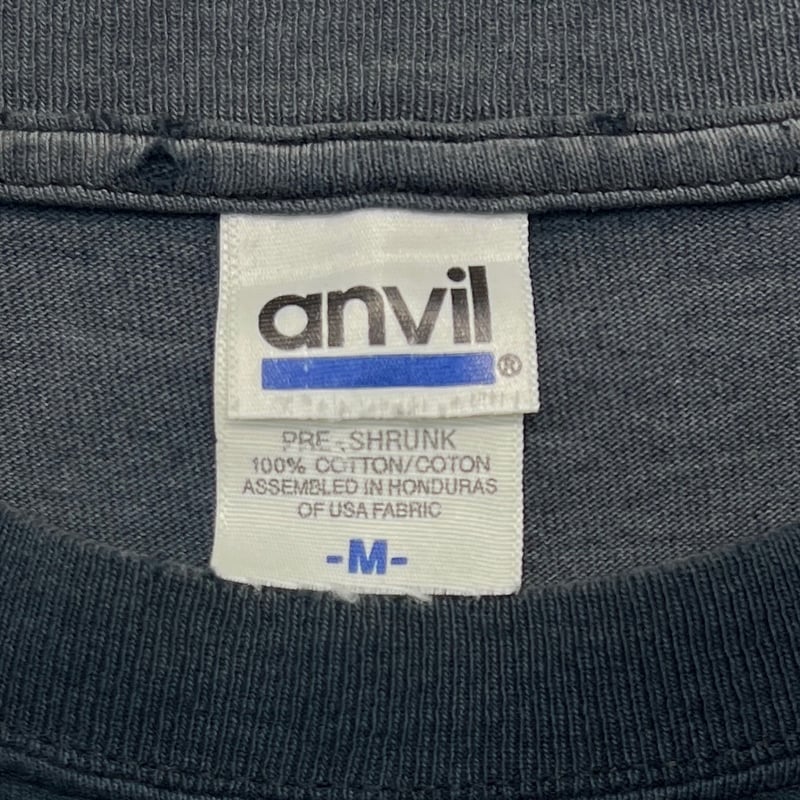 anvil
®
PRE-SHRUNK
100% COTTON/COTON
ASSEMBLED IN HONDURAS
OF USA FABRIC
-M-